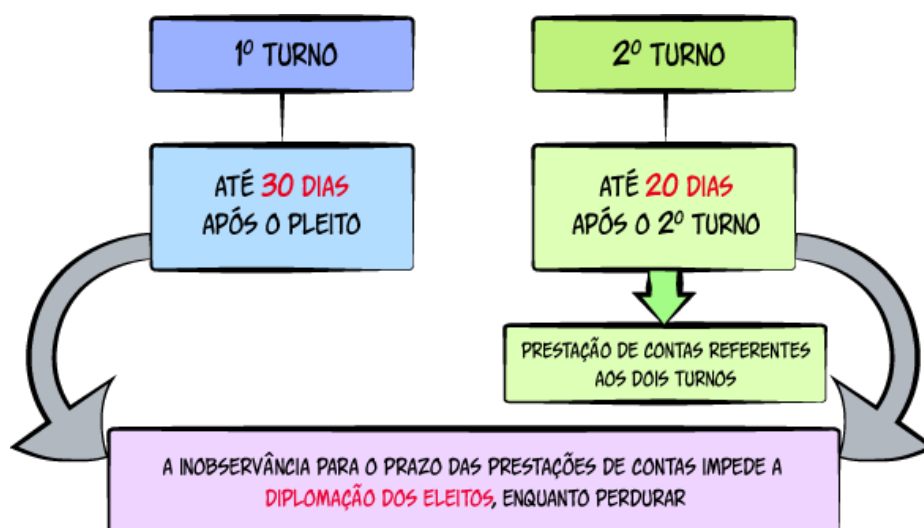 1º TURNO
ATÉ 30 DIAS
APÓS O PLEITO
2º TURNO
ATÉ 20 DIAS
APÓS O 2º TURNO
PRESTAÇÃO DE CONTAS REFERENTES
AOS DOIS TURNOS
A INOBSERVÂNCIA PARA O PRAZO DAS PRESTAÇÕES DE CONTAS IMPEDE A
DIPLOMAÇÃO DOS ELEITOS, ENQUANTO PERDURAR